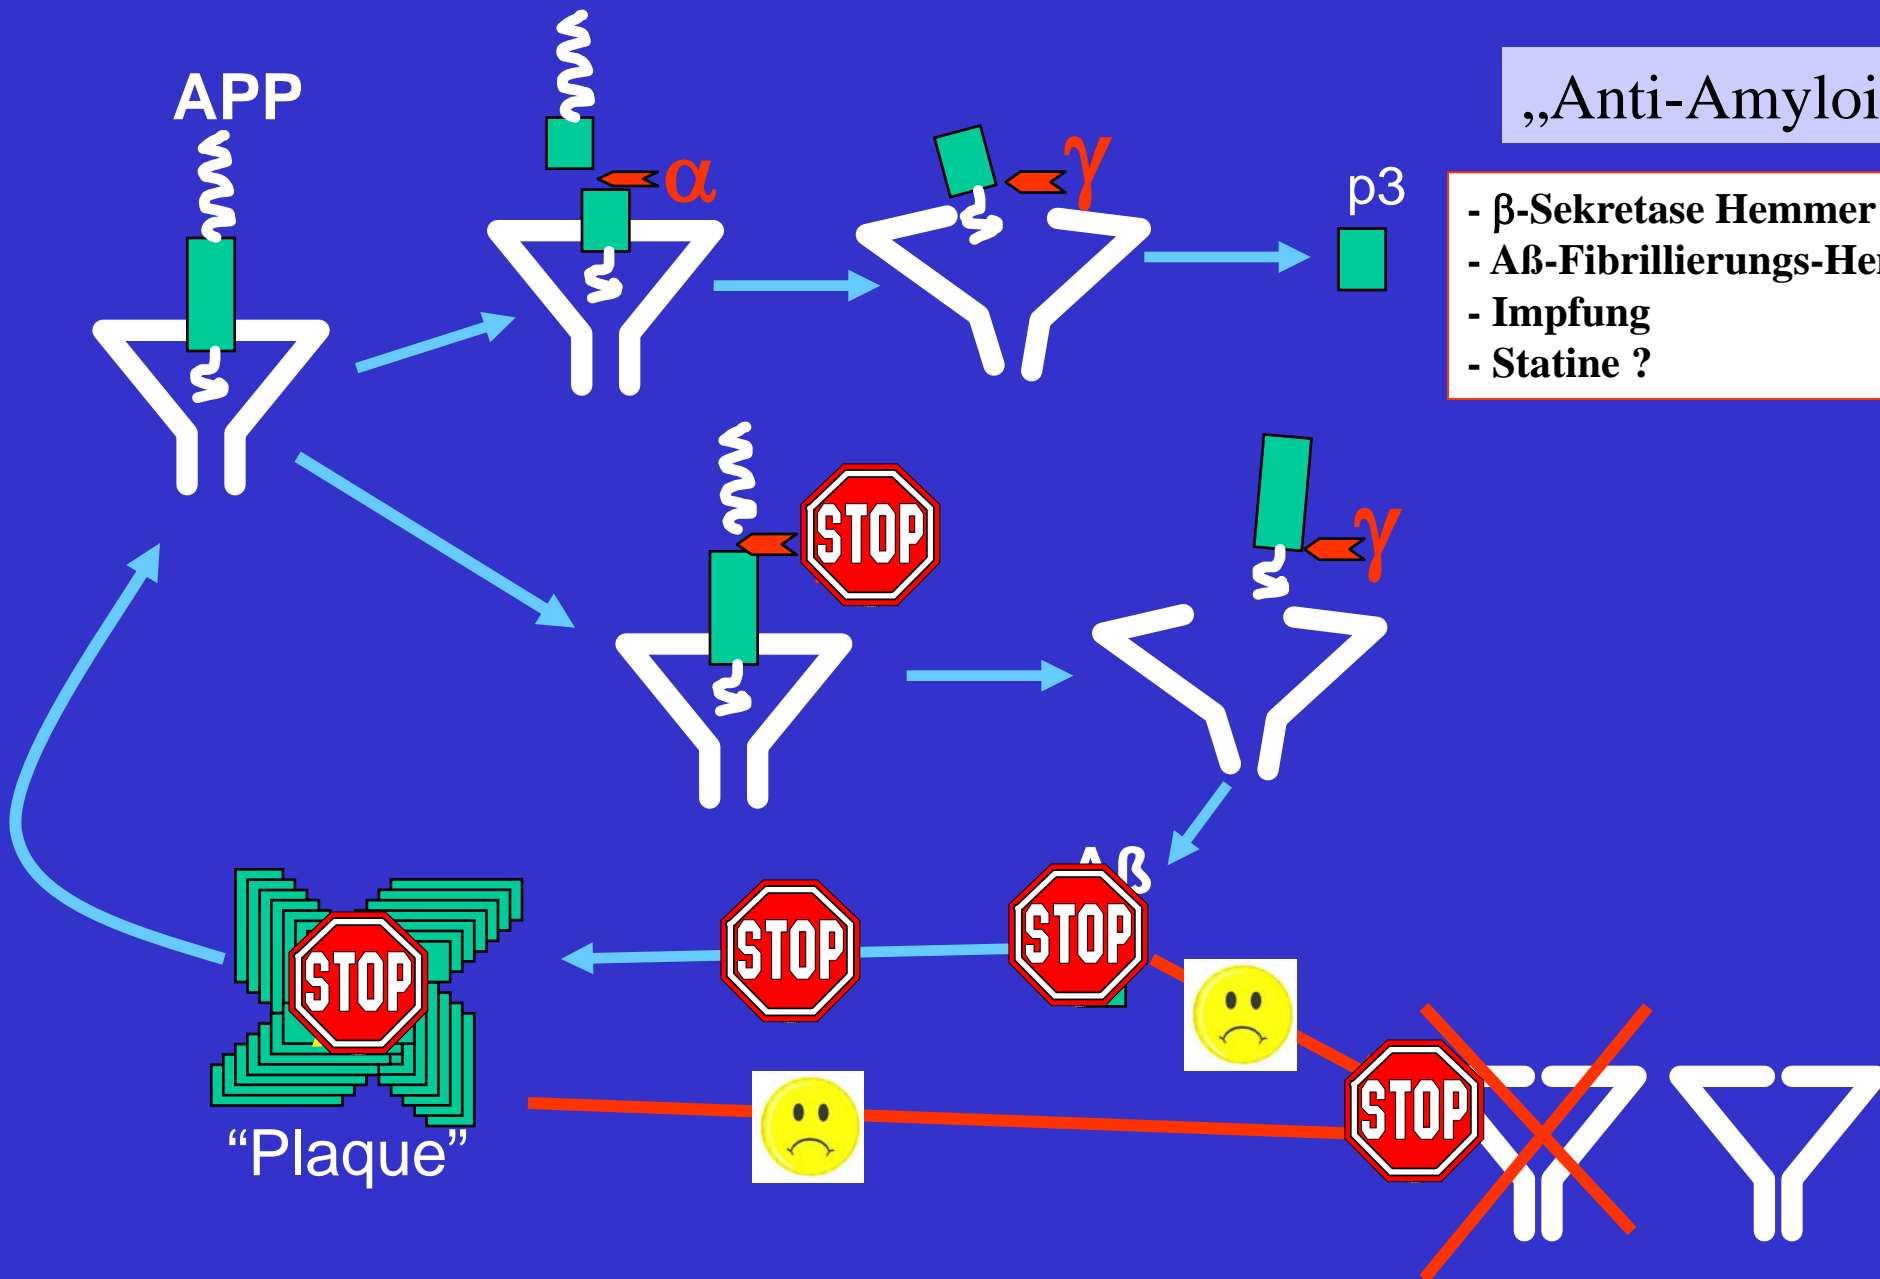 APP
α
γ
p3
„Anti-Amyloi
- β-Sekretase Hemmer
- Aß-Fibrillierungs-He
- Impfung
- Statine ?
STOP
γ
Aß
STOP
STOP
STOP
STOP
“Plaque”